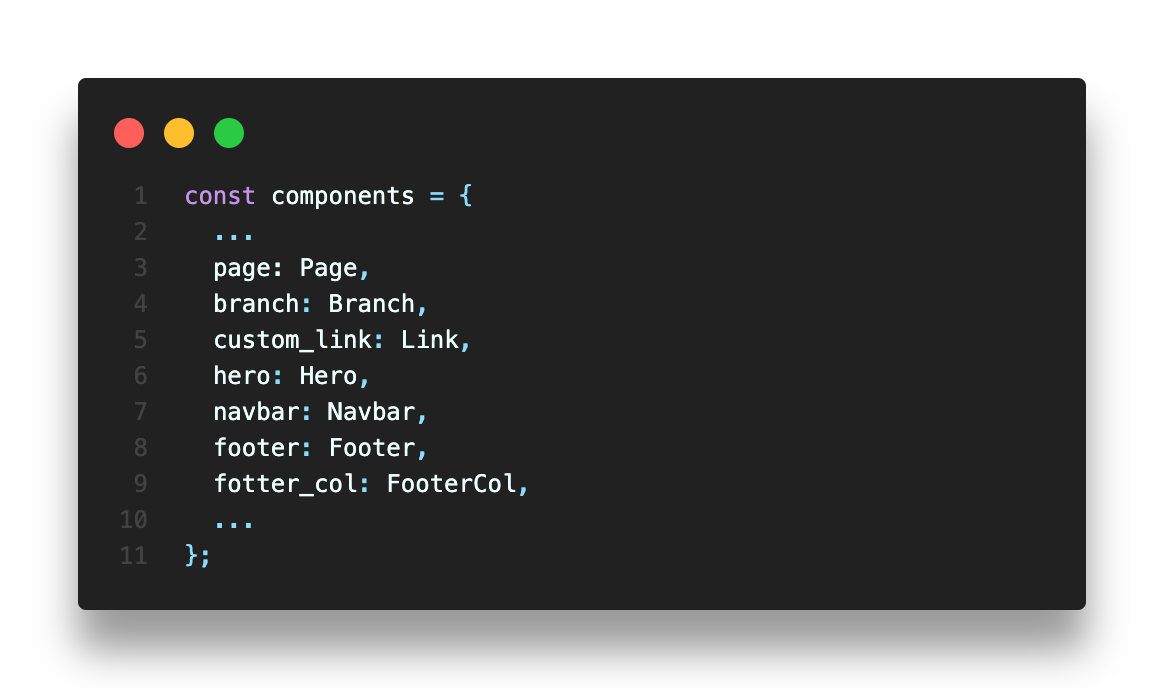 1 const components = {
2 ...
3 page: Page,
4 branch: Branch,
5 custom_link: Link,
6 hero: Hero,
7 navbar: Navbar,
8 footer: Footer,
9 fotter_col: FooterCol,
10 ...
11 };